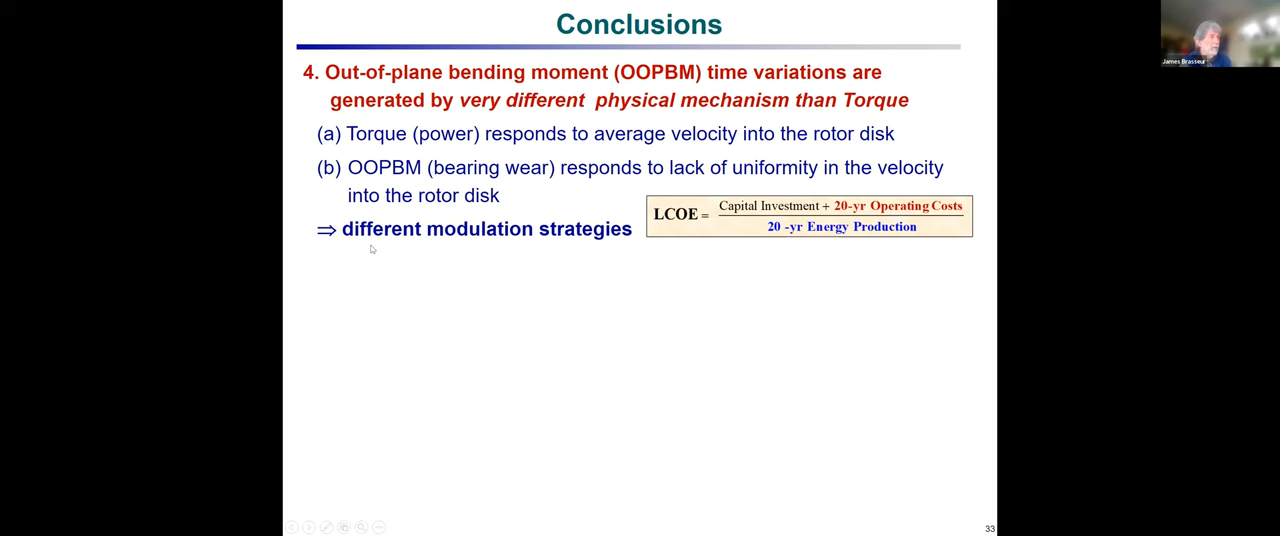 Conclusions
James Brasseur
4. Out-of-plane bending moment (OOPBM) time variations are
generated by very different physical mechanism than Torque
(a) Torque (power) responds to average velocity into the rotor disk
(b) OOPBM (bearing wear) responds to lack of uniformity in the velocity
into the rotor disk
⇒ different modulation strategies
LCOE = Capital Investment + 20-yr Operating Costs
20 -yr Energy Production
33